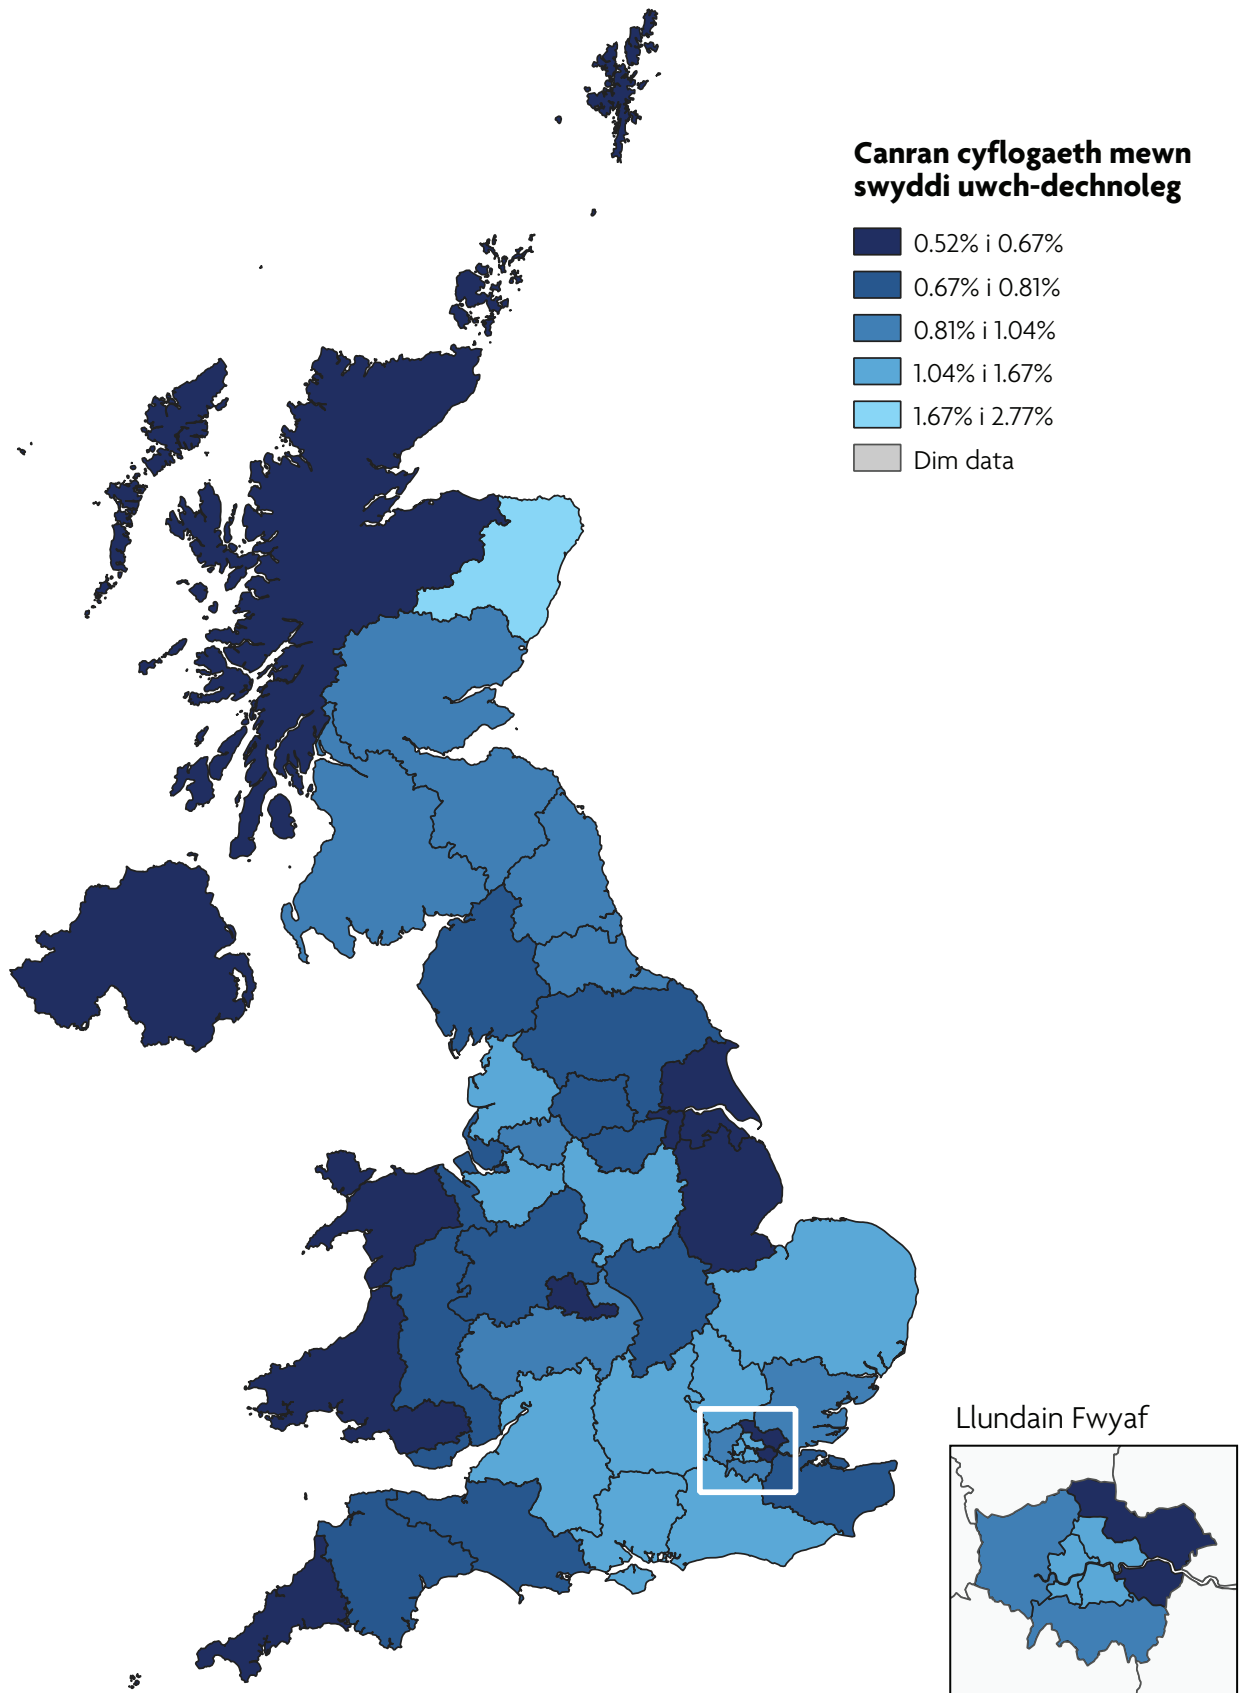 Canran cyflogaeth mewn
swyddi uwch-dechnoleg
0.52% i 0.67%
0.67% i 0.81%
0.81% i 1.04%
1.04% i 1.67%
1.67% i 2.77%
Dim data
Llundain Fwyaf